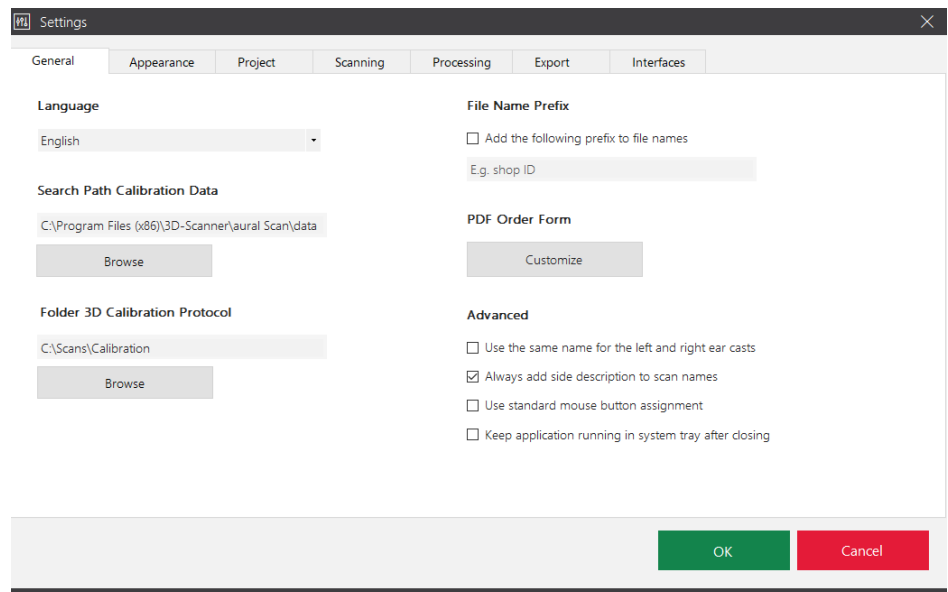 Settings
General Appearance Project Scanning Processing Export Interfaces
Language
English
Search Path Calibration Data
C:\Program Files (x86)\3D-Scanner\aural Scan\data
Browse
Folder 3D Calibration Protocol
C:\Scans\Calibration
Browse
File Name Prefix
Add the following prefix to file names
E.g. shop ID
PDF Order Form
Customize
Advanced
Use the same name for the left and right ear casts
Always add side description to scan names
Use standard mouse button assignment
Keep application running in system tray after closing
OK Cancel